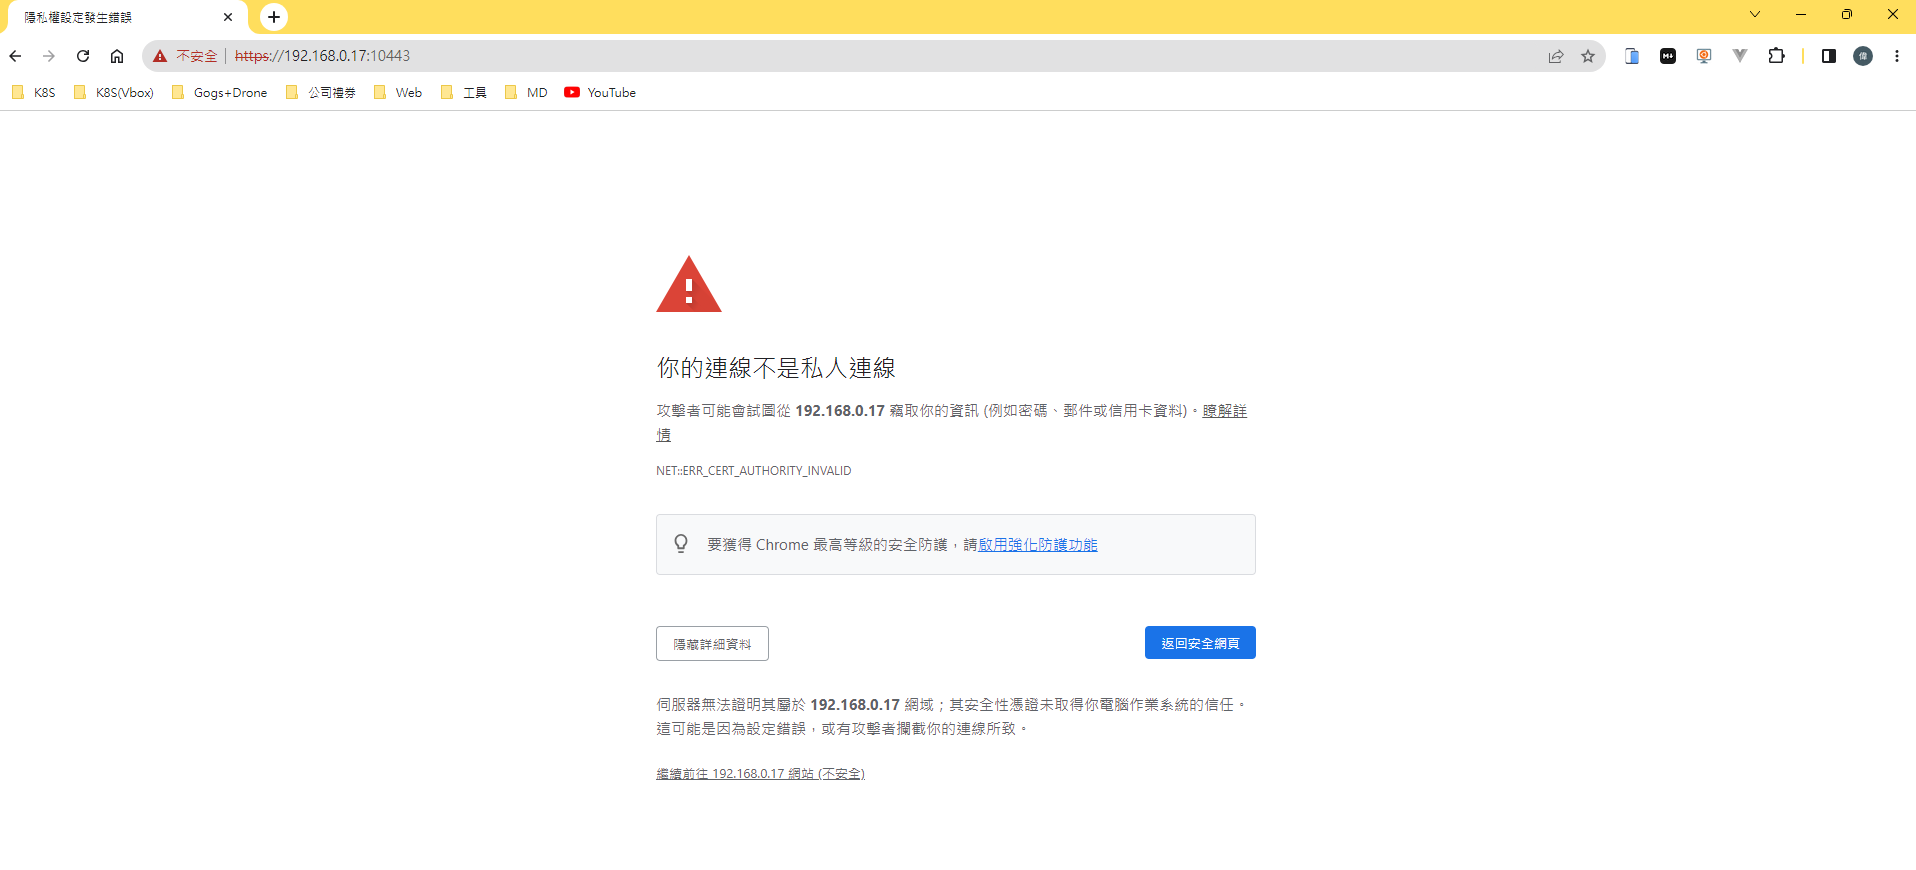 隱私權設定發生錯誤
不安全 https://192.168.0.17:10443
K8S K8S(Vbox) Gogs+Drone 公司禮券 Web 工具 MD YouTube
你的連線不是私人連線
攻擊者可能會試圖從 192.168.0.17 竊取你的資訊 (例如密碼、郵件或信用卡資料)。瞭解詳
情
NET::ERR_CERT_AUTHORITY_INVALID
要獲得 Chrome 最高等級的安全防護，請啟用強化防護功能
隱藏詳細資料 返回安全網頁
伺服器無法證明其屬於 192.168.0.17 網域；其安全性憑證未取得你電腦作業系統的信任。
這可能是因為設定錯誤，或有攻擊者攔截你的連線所致。
繼續前往 192.168.0.17 網站 (不安全)